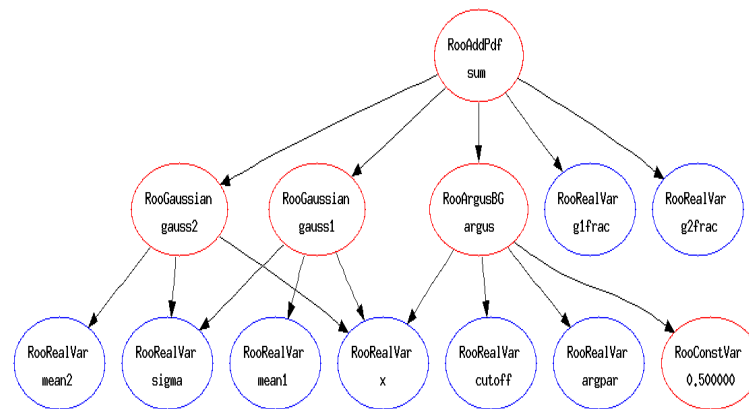 RooAddPdf
sum
RooGaussian
gauss2
RooGaussian
gauss1
RooArgusBG
argus
RooRealVar
g1frac
RooRealVar
g2frac
RooRealVar
mean2
RooRealVar
sigma
RooRealVar
mean1
RooRealVar
x
RooRealVar
cutoff
RooRealVar
argpar
RooConstVar
0.500000